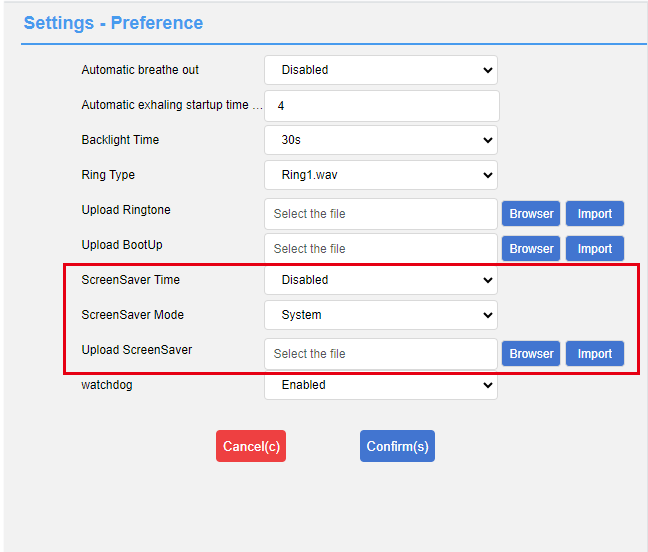 Settings - Preference
Automatic breathe out Disabled
Automatic exhaling startup time ... 4
Backlight Time 30s
Ring Type Ring1.wav
Upload Ringtone Select the file Browser Import
Upload BootUp Select the file Browser Import
ScreenSaver Time Disabled
ScreenSaver Mode System
Upload ScreenSaver Select the file Browser Import
watchdog Enabled
Cancel(c) Confirm(s)